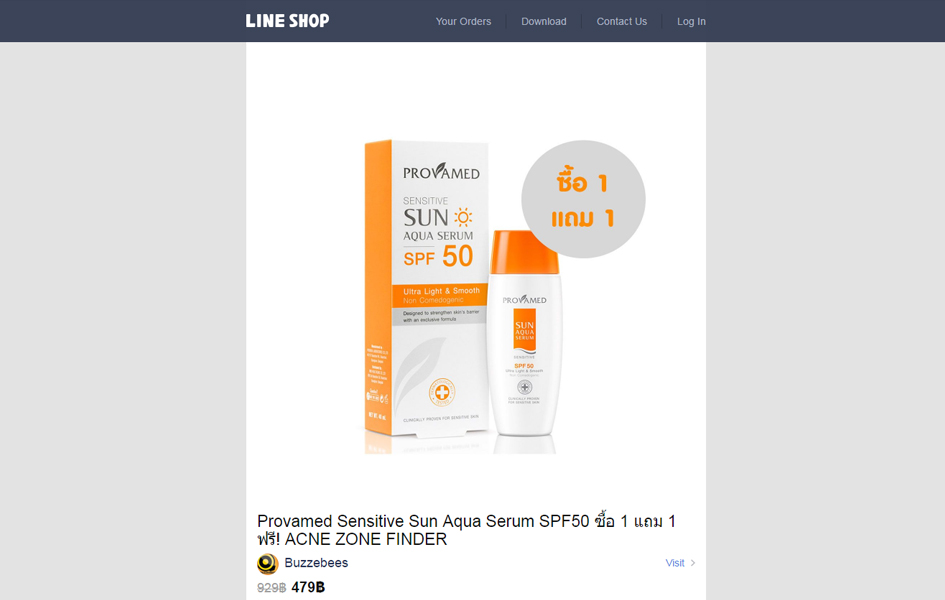 LINE SHOP
Your Orders
Download
Contact Us
Log In
ซื้อ 1
แถม 1
PROVAMED
SENSITIVE
SUN
AQUA SERUM
SPF 50
Ultra Light & Smooth
Non Comedogenic
Designed to strengthen skin's barrier
with an exclusive formula
CLINICALLY PROVEN FOR SENSITIVE SKIN
PROVAMED
SUN
AQUA
SERUM
SENSITIVE
SPF 50
Ultra Light & Smooth
Non Comedogenic
CLINICALLY PROVEN
FOR SENSITIVE SKIN
Provamed Sensitive Sun Aqua Serum SPF50 ซื้อ 1 แถม 1
ฟรี! ACNE ZONE FINDER
Buzzebees
Visit
929฿ 479฿